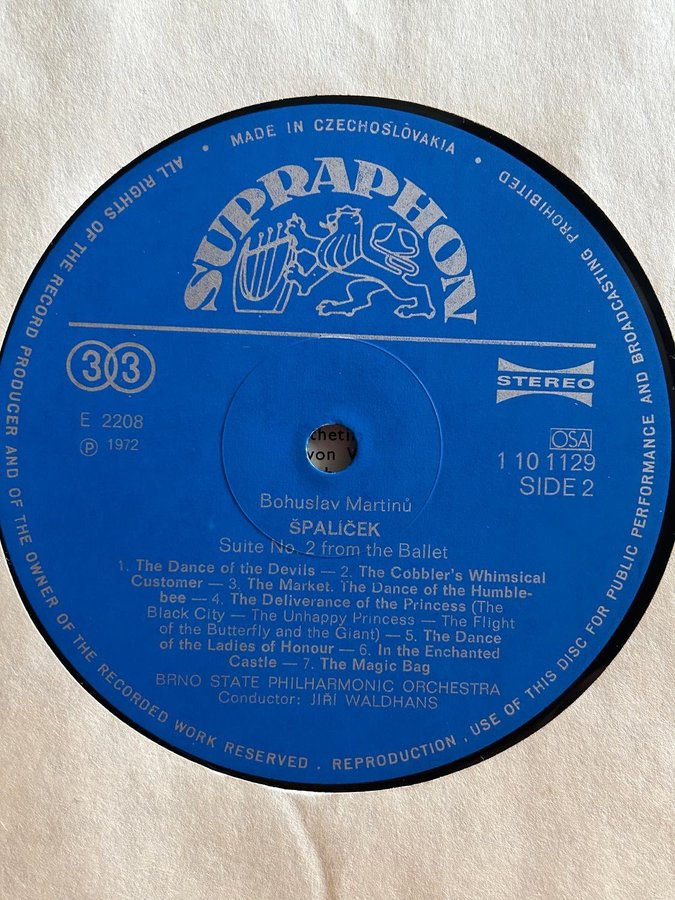 MADE IN CZECHOSLOVAKIA
SUPRAPHON
33
STEREO
E 2208
Ⓟ 1972
OSA
1 10 1129
SIDE 2
cheti
von V
Bohuslav Martinů
ŠPALÍČEK
Suite No. 2 from the Ballet
1. The Dance of the Devils — 2. The Cobbler's Whimsical
Customer — 3. The Market. The Dance of the Humble-
bee — 4. The Deliverance of the Princess (The
Black City — The Unhappy Princess — The Flight
of the Butterfly and the Giant) — 5. The Dance
of the Ladies of Honour — 6. In the Enchanted
Castle — 7. The Magic Bag
BRNO STATE PHILHARMONIC ORCHESTRA
Conductor: JIŘÍ WALDHANS
ALL RIGHTS OF THE RECORD PRODUCER AND OF THE OWNER OF THE RECORDED WORK RESERVED . REPRODUCTION , USE OF THIS DISC FOR PUBLIC PERFORMANCE AND BROADCASTING PROHIBITED